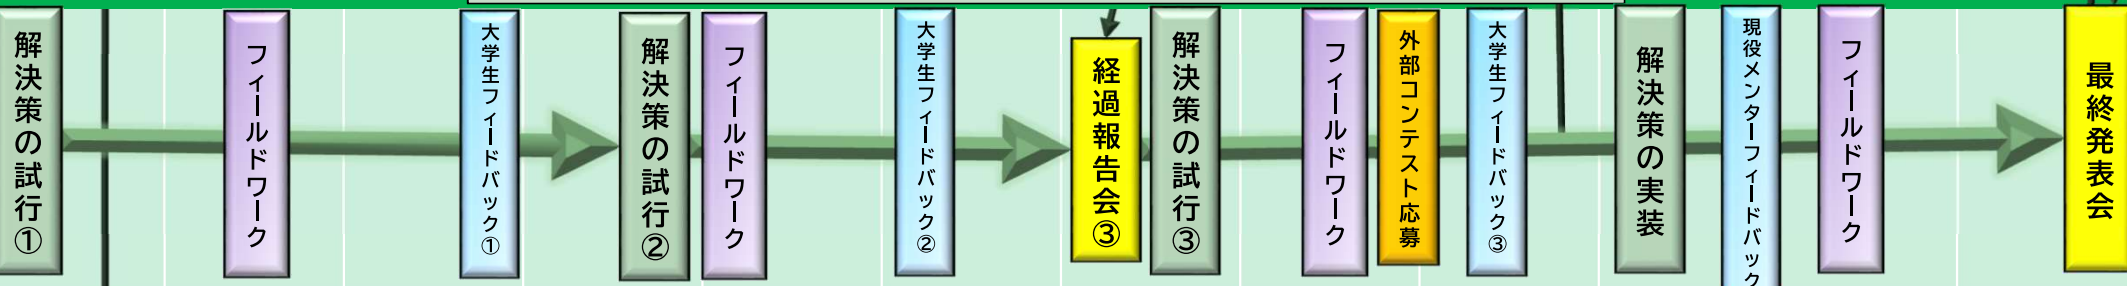 解決策の試行①
フィールドワーク
大学生フィードバック①
解決策の試行②
フィールドワーク
大学生フィードバック②
経過報告会③
解決策の試行③
フィールドワーク
外部コンテスト応募
大学生フィードバック③
解決策の実装
現役メンターフィードバック
フィールドワーク
最終発表会